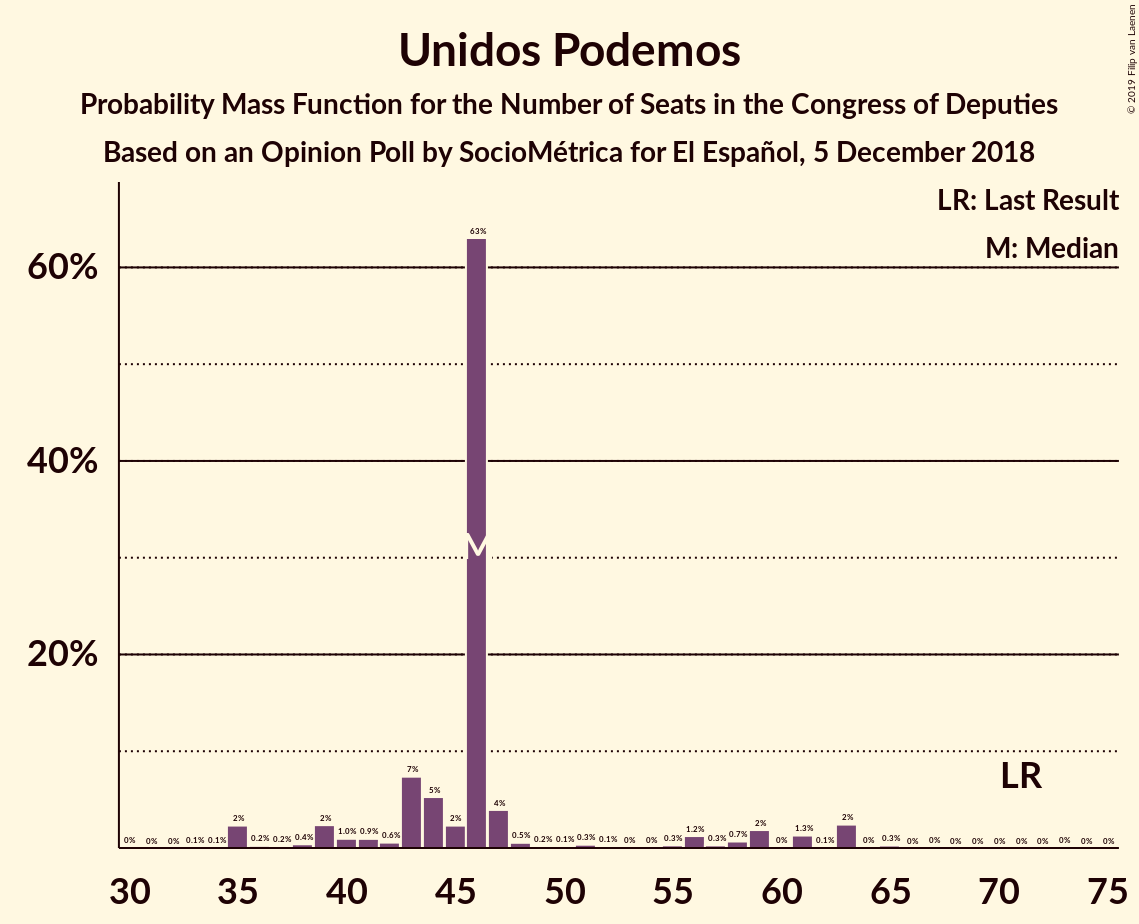 Unidos Podemos
Probability Mass Function for the Number of Seats in the Congress of Deputies
Based on an Opinion Poll by SocioMétrica for El Español, 5 December 2018
© 2019 Filip van Laenen
LR: Last Result
M: Median
60%
40%
20%
63%
M
LR
0% 0% 0% 0.1% 0.1% 2% 0.2% 0.2% 0.4% 2% 1.0% 0.9% 0.6% 7% 5% 2% 4% 0.5% 0.2% 0.1% 0.3% 0.1% 0% 0% 0.3% 1.2% 0.3% 0.7% 2% 0% 1.3% 0.1% 2% 0% 0.3% 0% 0% 0% 0% 0% 0% 0% 0% 0% 0%
30 35 40 45 50 55 60 65 70 75